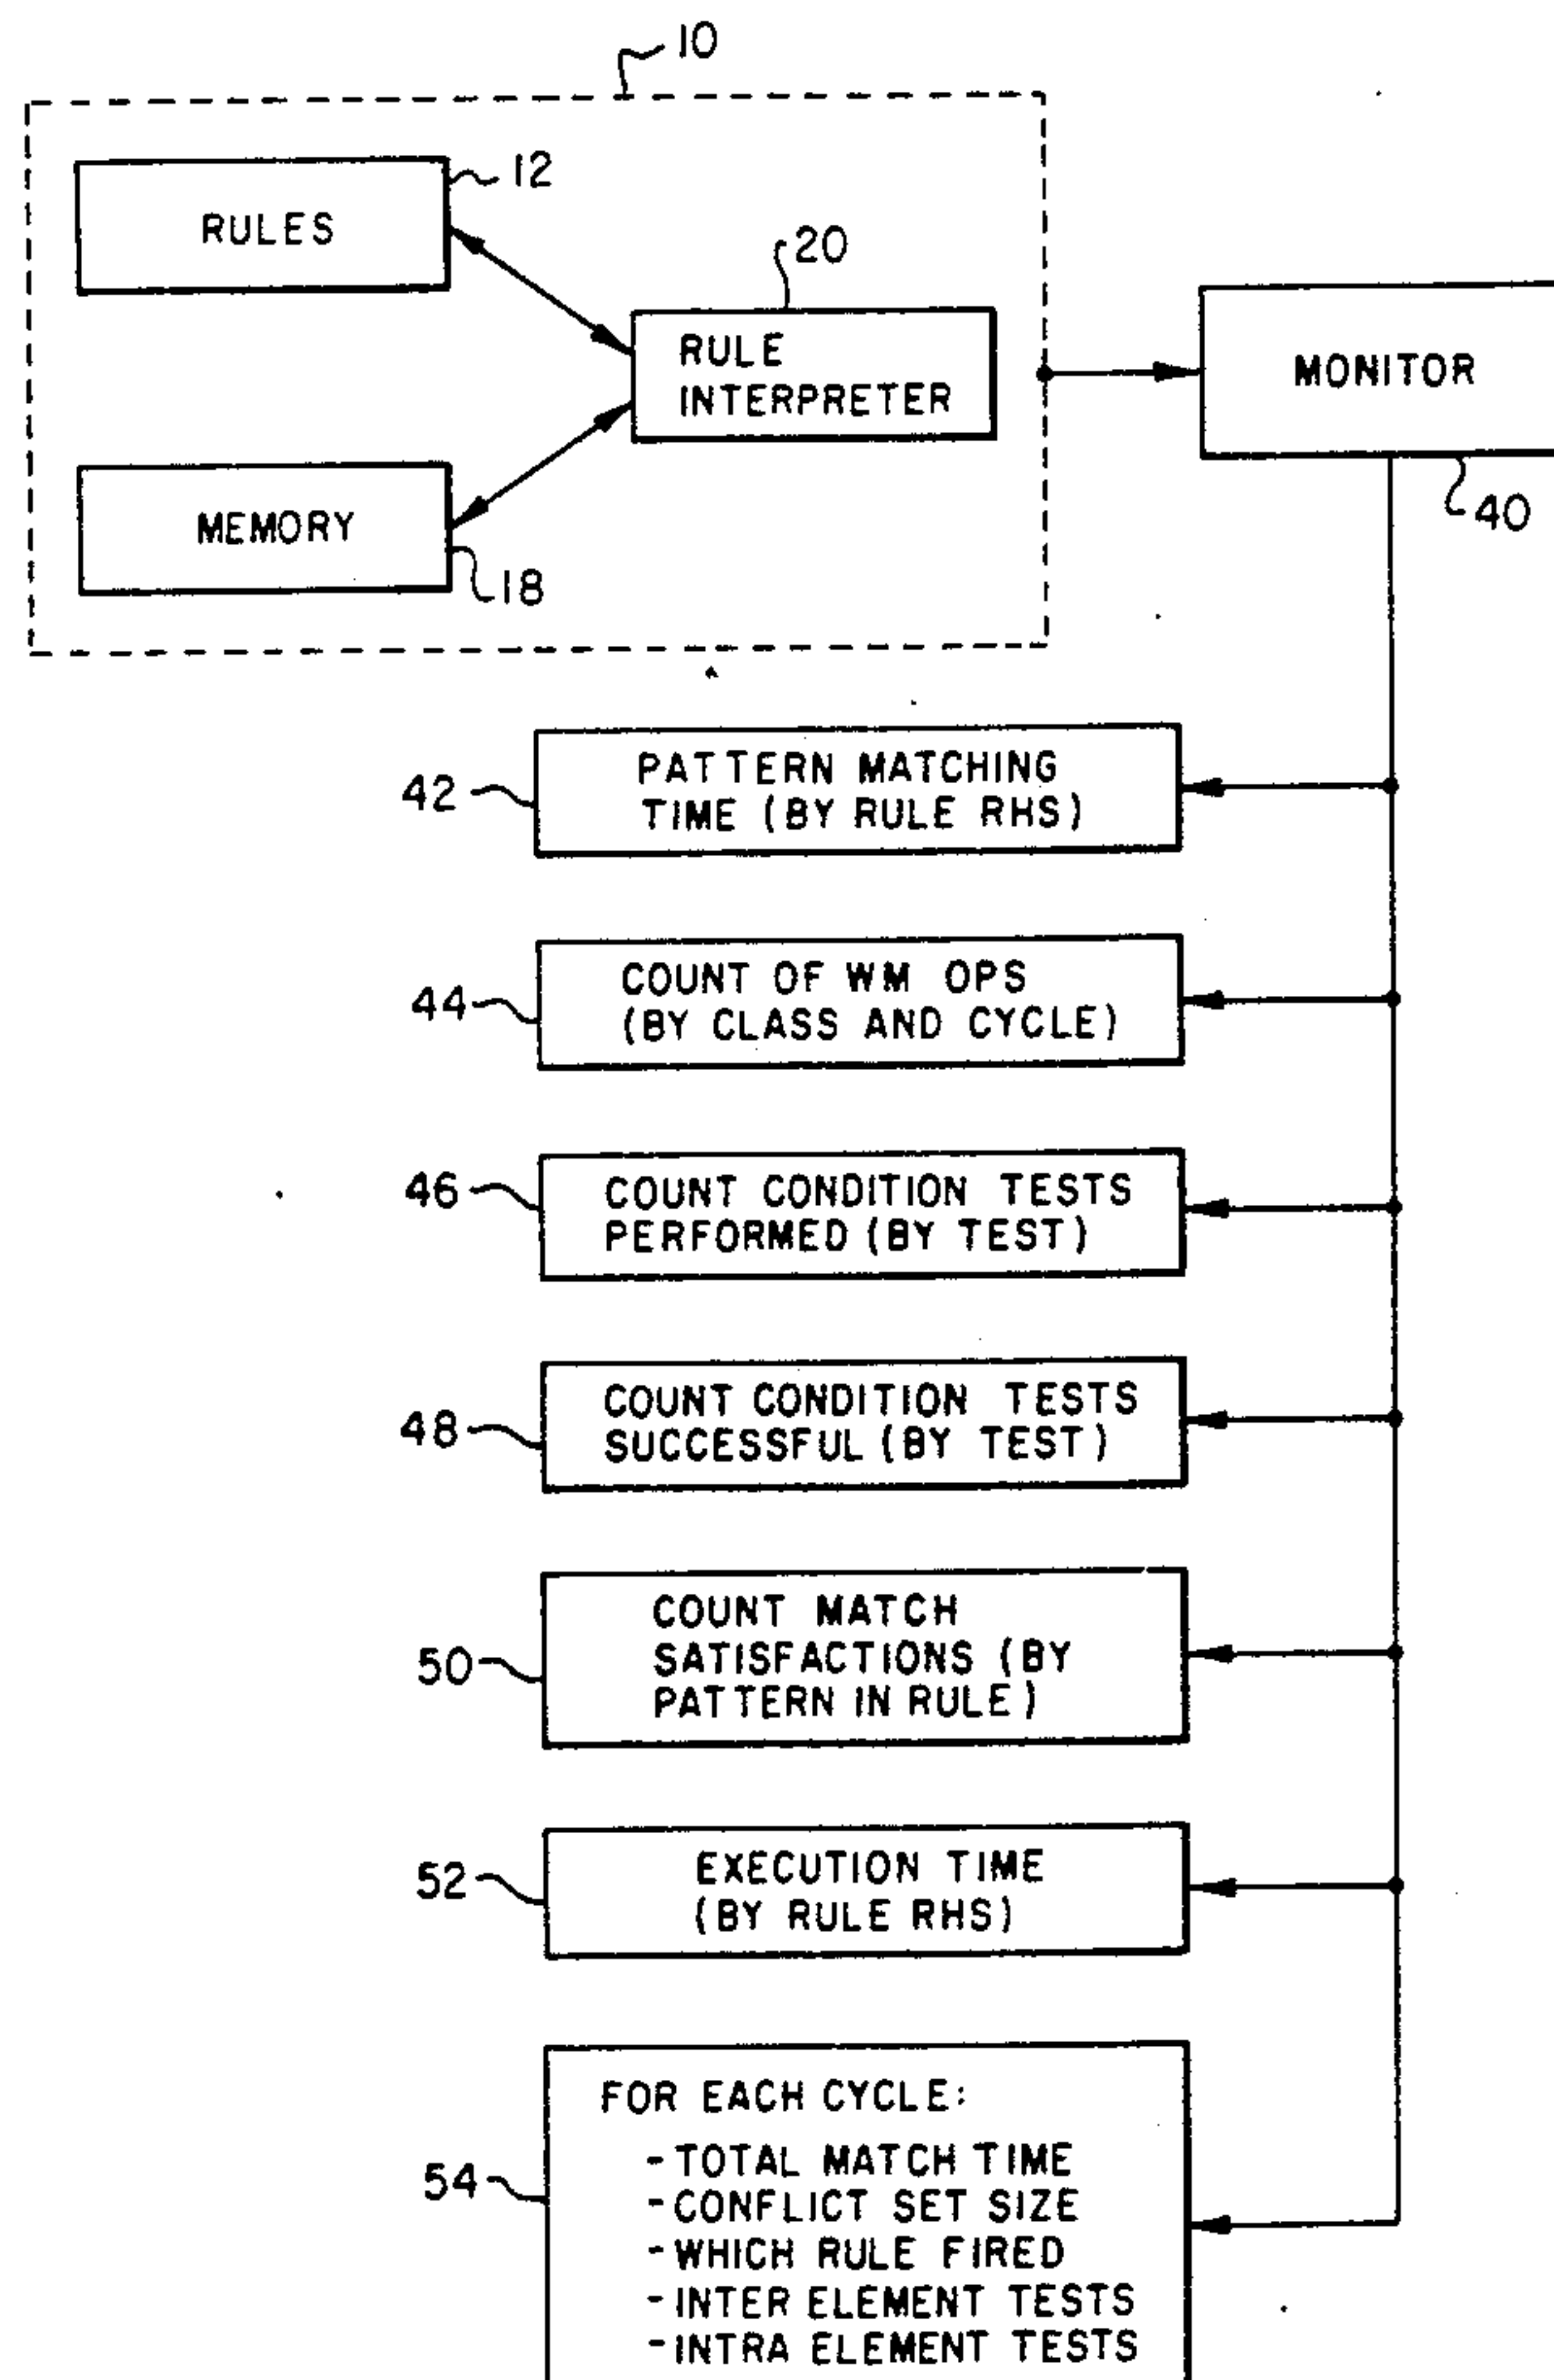 10
12
RULES
20
RULE
INTERPRETER
MONITOR
40
MEMORY
18
42
PATTERN MATCHING
TIME (BY RULE RHS)
44
COUNT OF WM OPS
(BY CLASS AND CYCLE)
46
COUNT CONDITION TESTS
PERFORMED (BY TEST)
48
COUNT CONDITION TESTS
SUCCESSFUL (BY TEST)
50
COUNT MATCH
SATISFACTIONS (BY
PATTERN IN RULE)
52
EXECUTION TIME
(BY RULE RHS)
54
FOR EACH CYCLE:
-TOTAL MATCH TIME
-CONFLICT SET SIZE
-WHICH RULE FIRED
-INTER ELEMENT TESTS
-INTRA ELEMENT TESTS